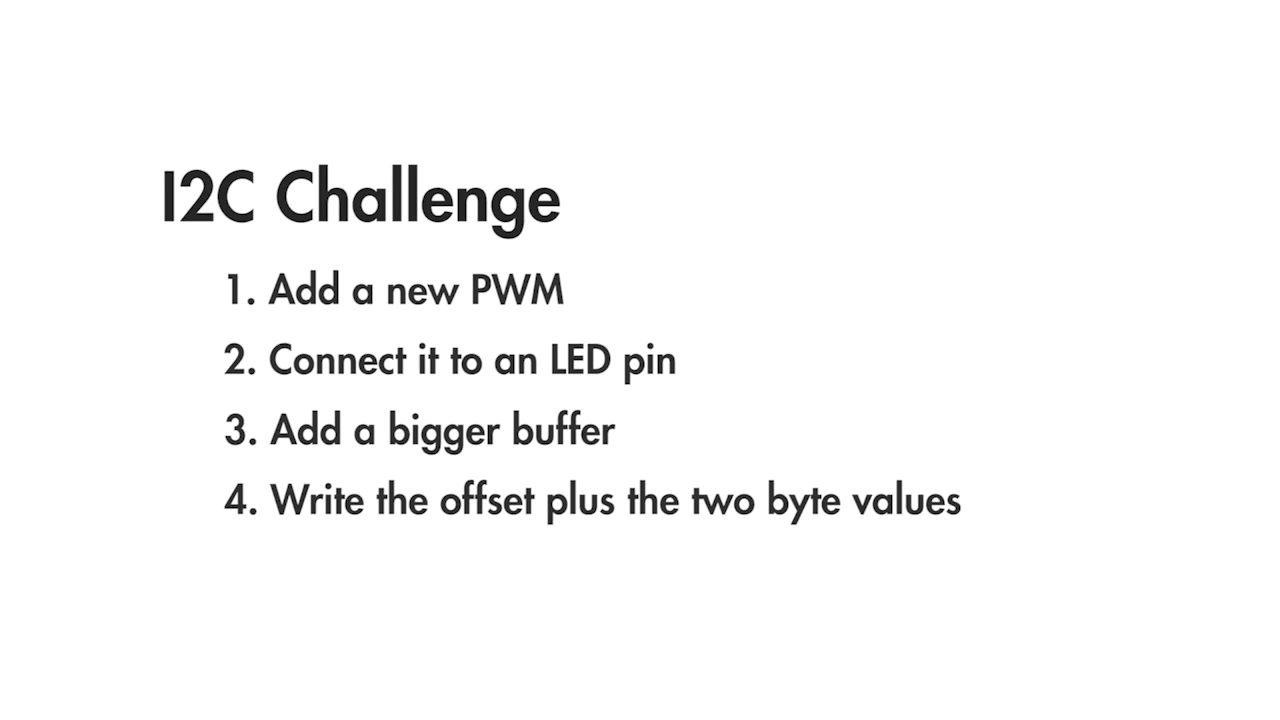 I2C Challenge
1. Add a new PWM
2. Connect it to an LED pin
3. Add a bigger buffer
4. Write the offset plus the two byte values